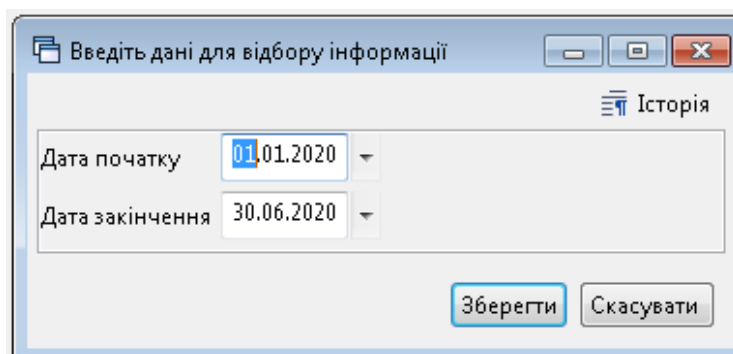 Введіть дані для відбору інформації
Історія
Дата початку 01.01.2020
Дата закінчення 30.06.2020
Зберегти Скасувати